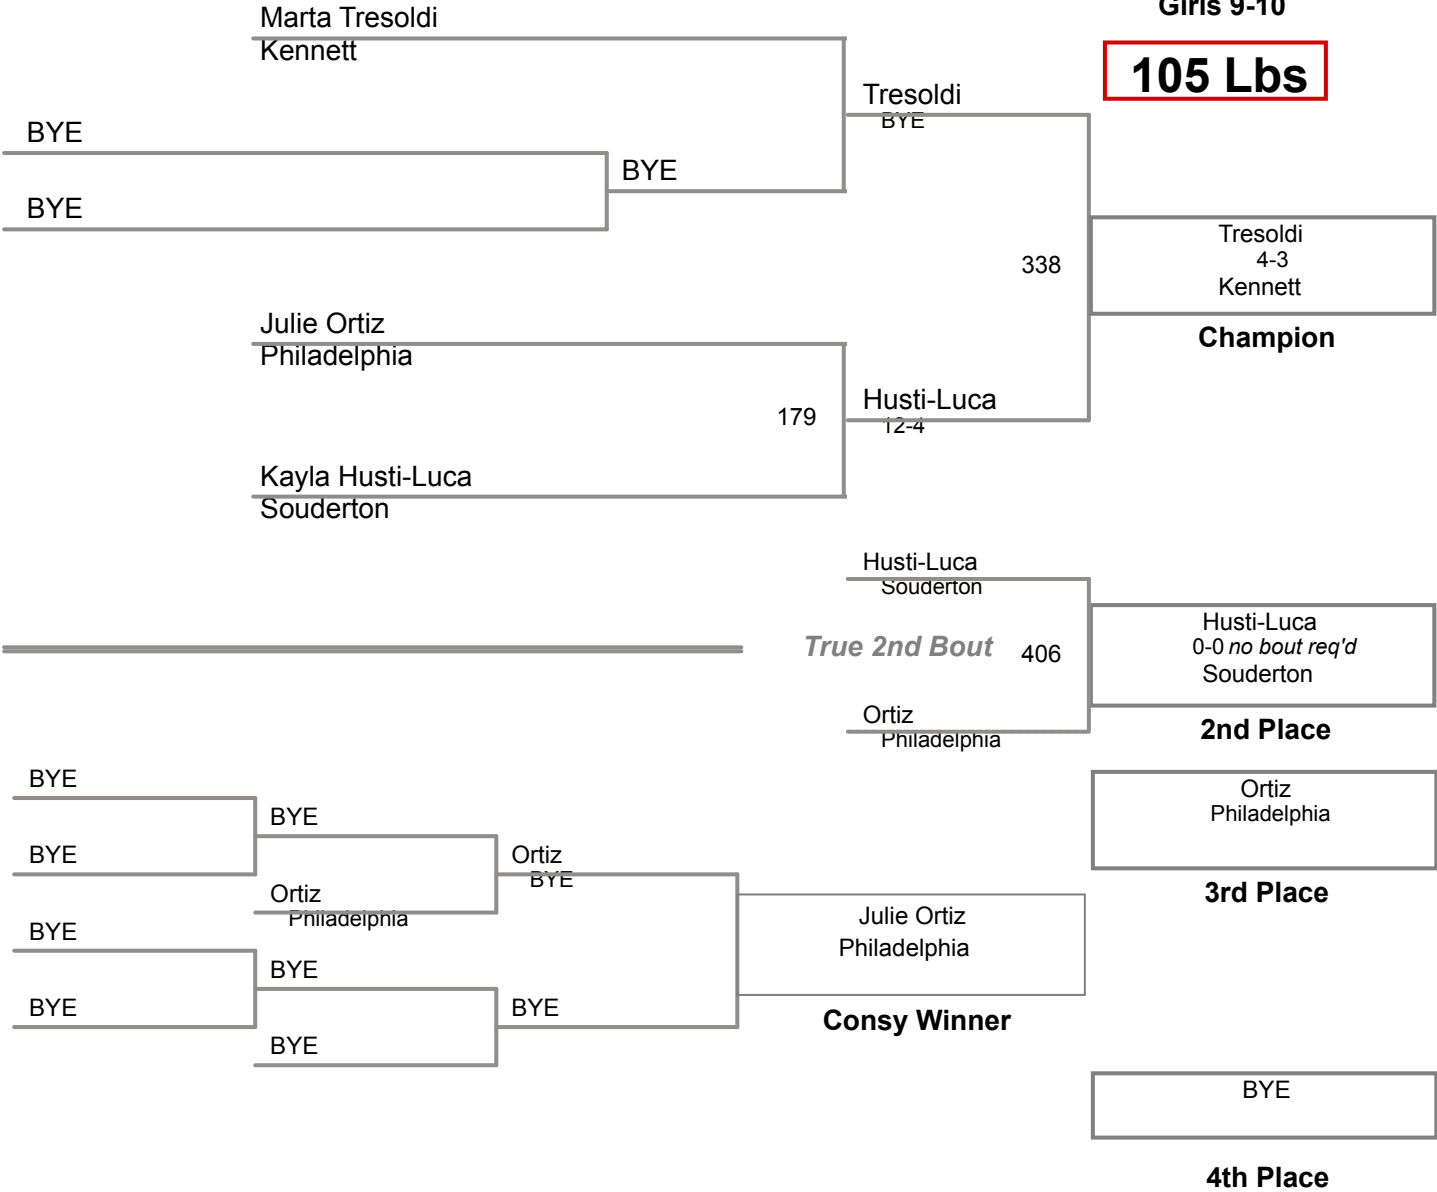 Girls 9-10
105 Lbs
Marta Tresoldi
Kennett
Tresoldi
BYE
BYE
BYE
BYE
338
Tresoldi
4-3
Kennett
Champion
Julie Ortiz
Philadelphia
179
Husti-Luca
12-4
Kayla Husti-Luca
Souderton
Husti-Luca
Souderton
True 2nd Bout 406
Husti-Luca
0-0 no bout req'd
Souderton
2nd Place
Ortiz
Philadelphia
BYE
BYE
BYE
Ortiz
Philadelphia
Ortiz
BYE
Ortiz
Philadelphia
3rd Place
BYE
BYE
BYE
BYE
BYE
Julie Ortiz
Philadelphia
Consy Winner
BYE
4th Place